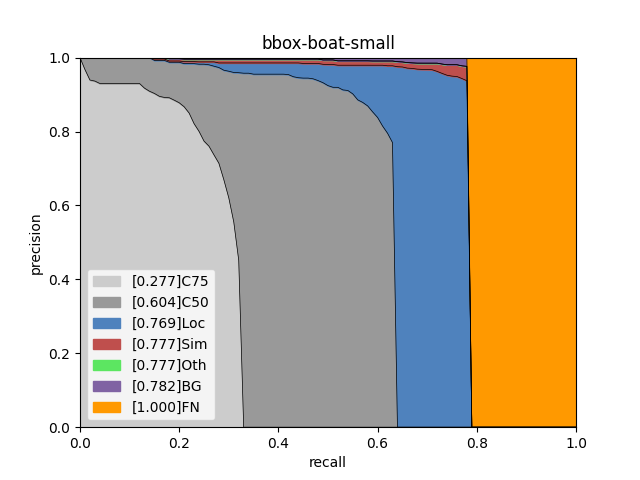 bbox-boat-small
1.0
0.8
0.6
0.4
0.2
0.0
precision
[0.277]C75
[0.604]C50
[0.769]Loc
[0.777]Sim
[0.777]Oth
[0.782]BG
[1.000]FN
0.0 0.2 0.4 0.6 0.8 1.0
recall